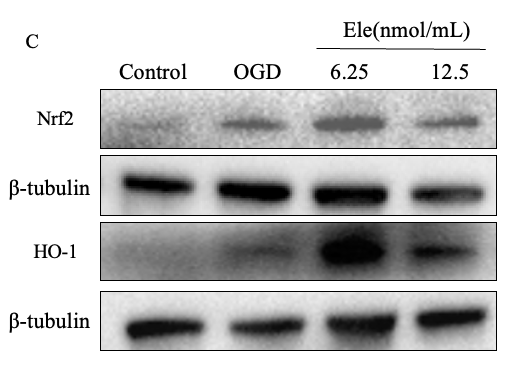 C
Ele(nmol/mL)
Control OGD 6.25 12.5
Nrf2
β-tubulin
HO-1
β-tubulin